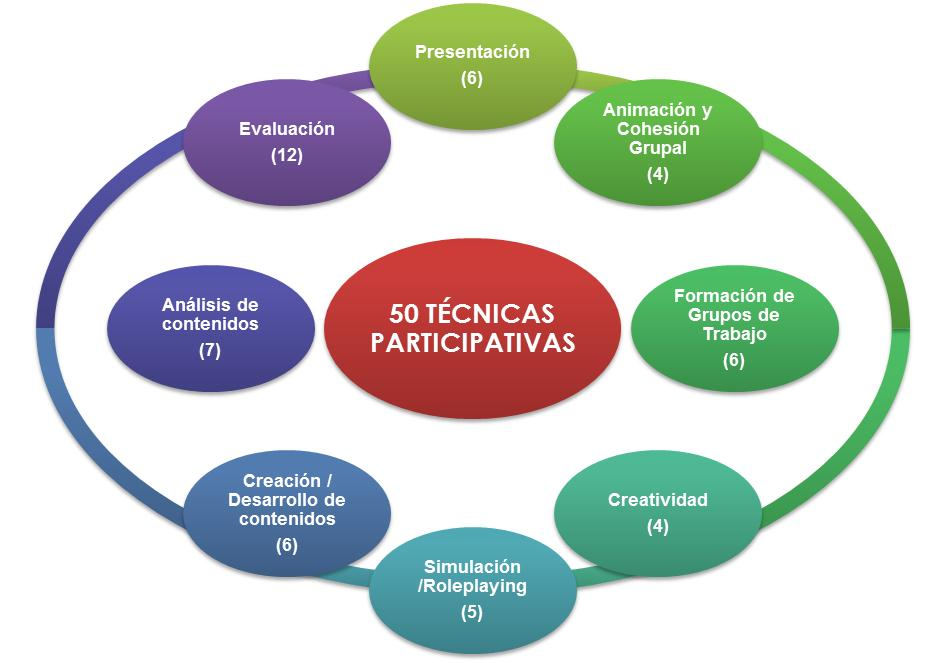 Presentación
(6)
Animación y
Cohesión
Grupal
(4)
Formación de
Grupos de
Trabajo
(6)
Creatividad
(4)
Simulación
/Roleplaying
(5)
Creación /
Desarrollo de
contenidos
(6)
Análisis de
contenidos
(7)
Evaluación
(12)
50 TÉCNICAS
PARTICIPATIVAS